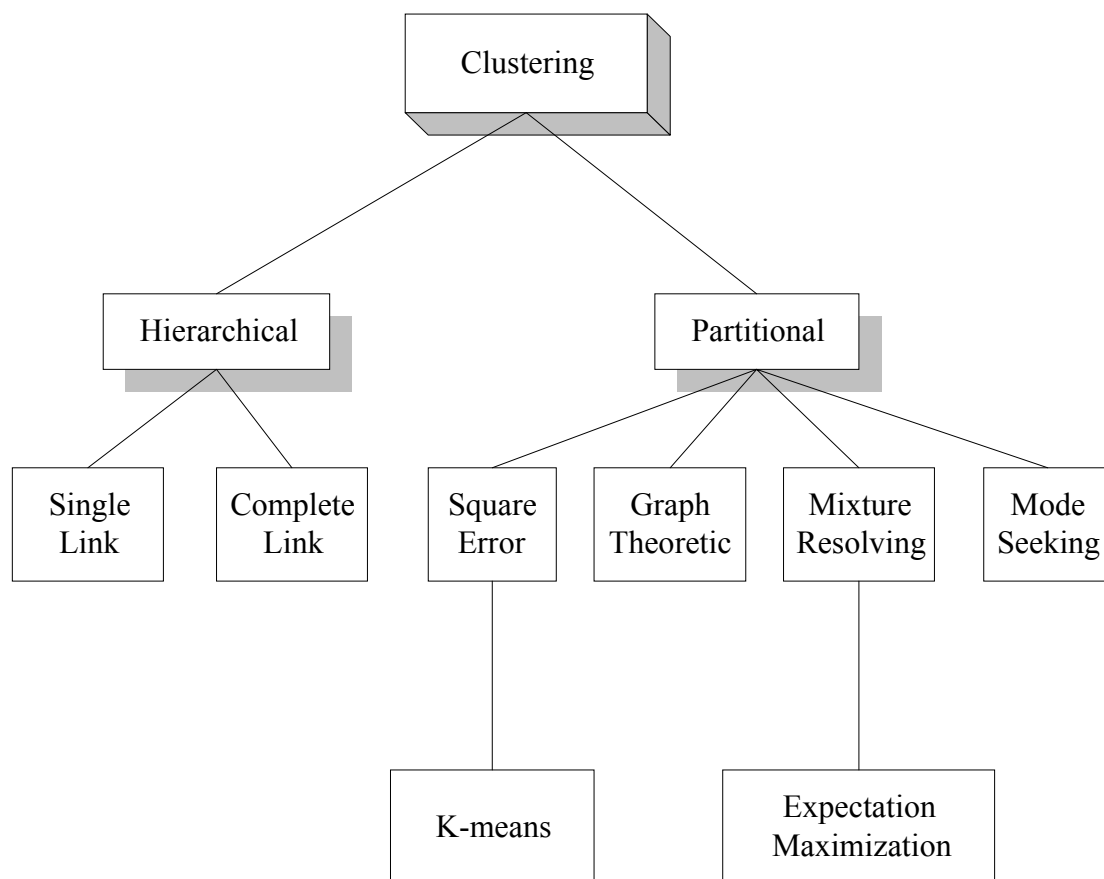 Clustering
Hierarchical
Partitional
Single
Link
Complete
Link
Square
Error
Graph
Theoretic
Mixture
Resolving
Mode
Seeking
K-means
Expectation
Maximization